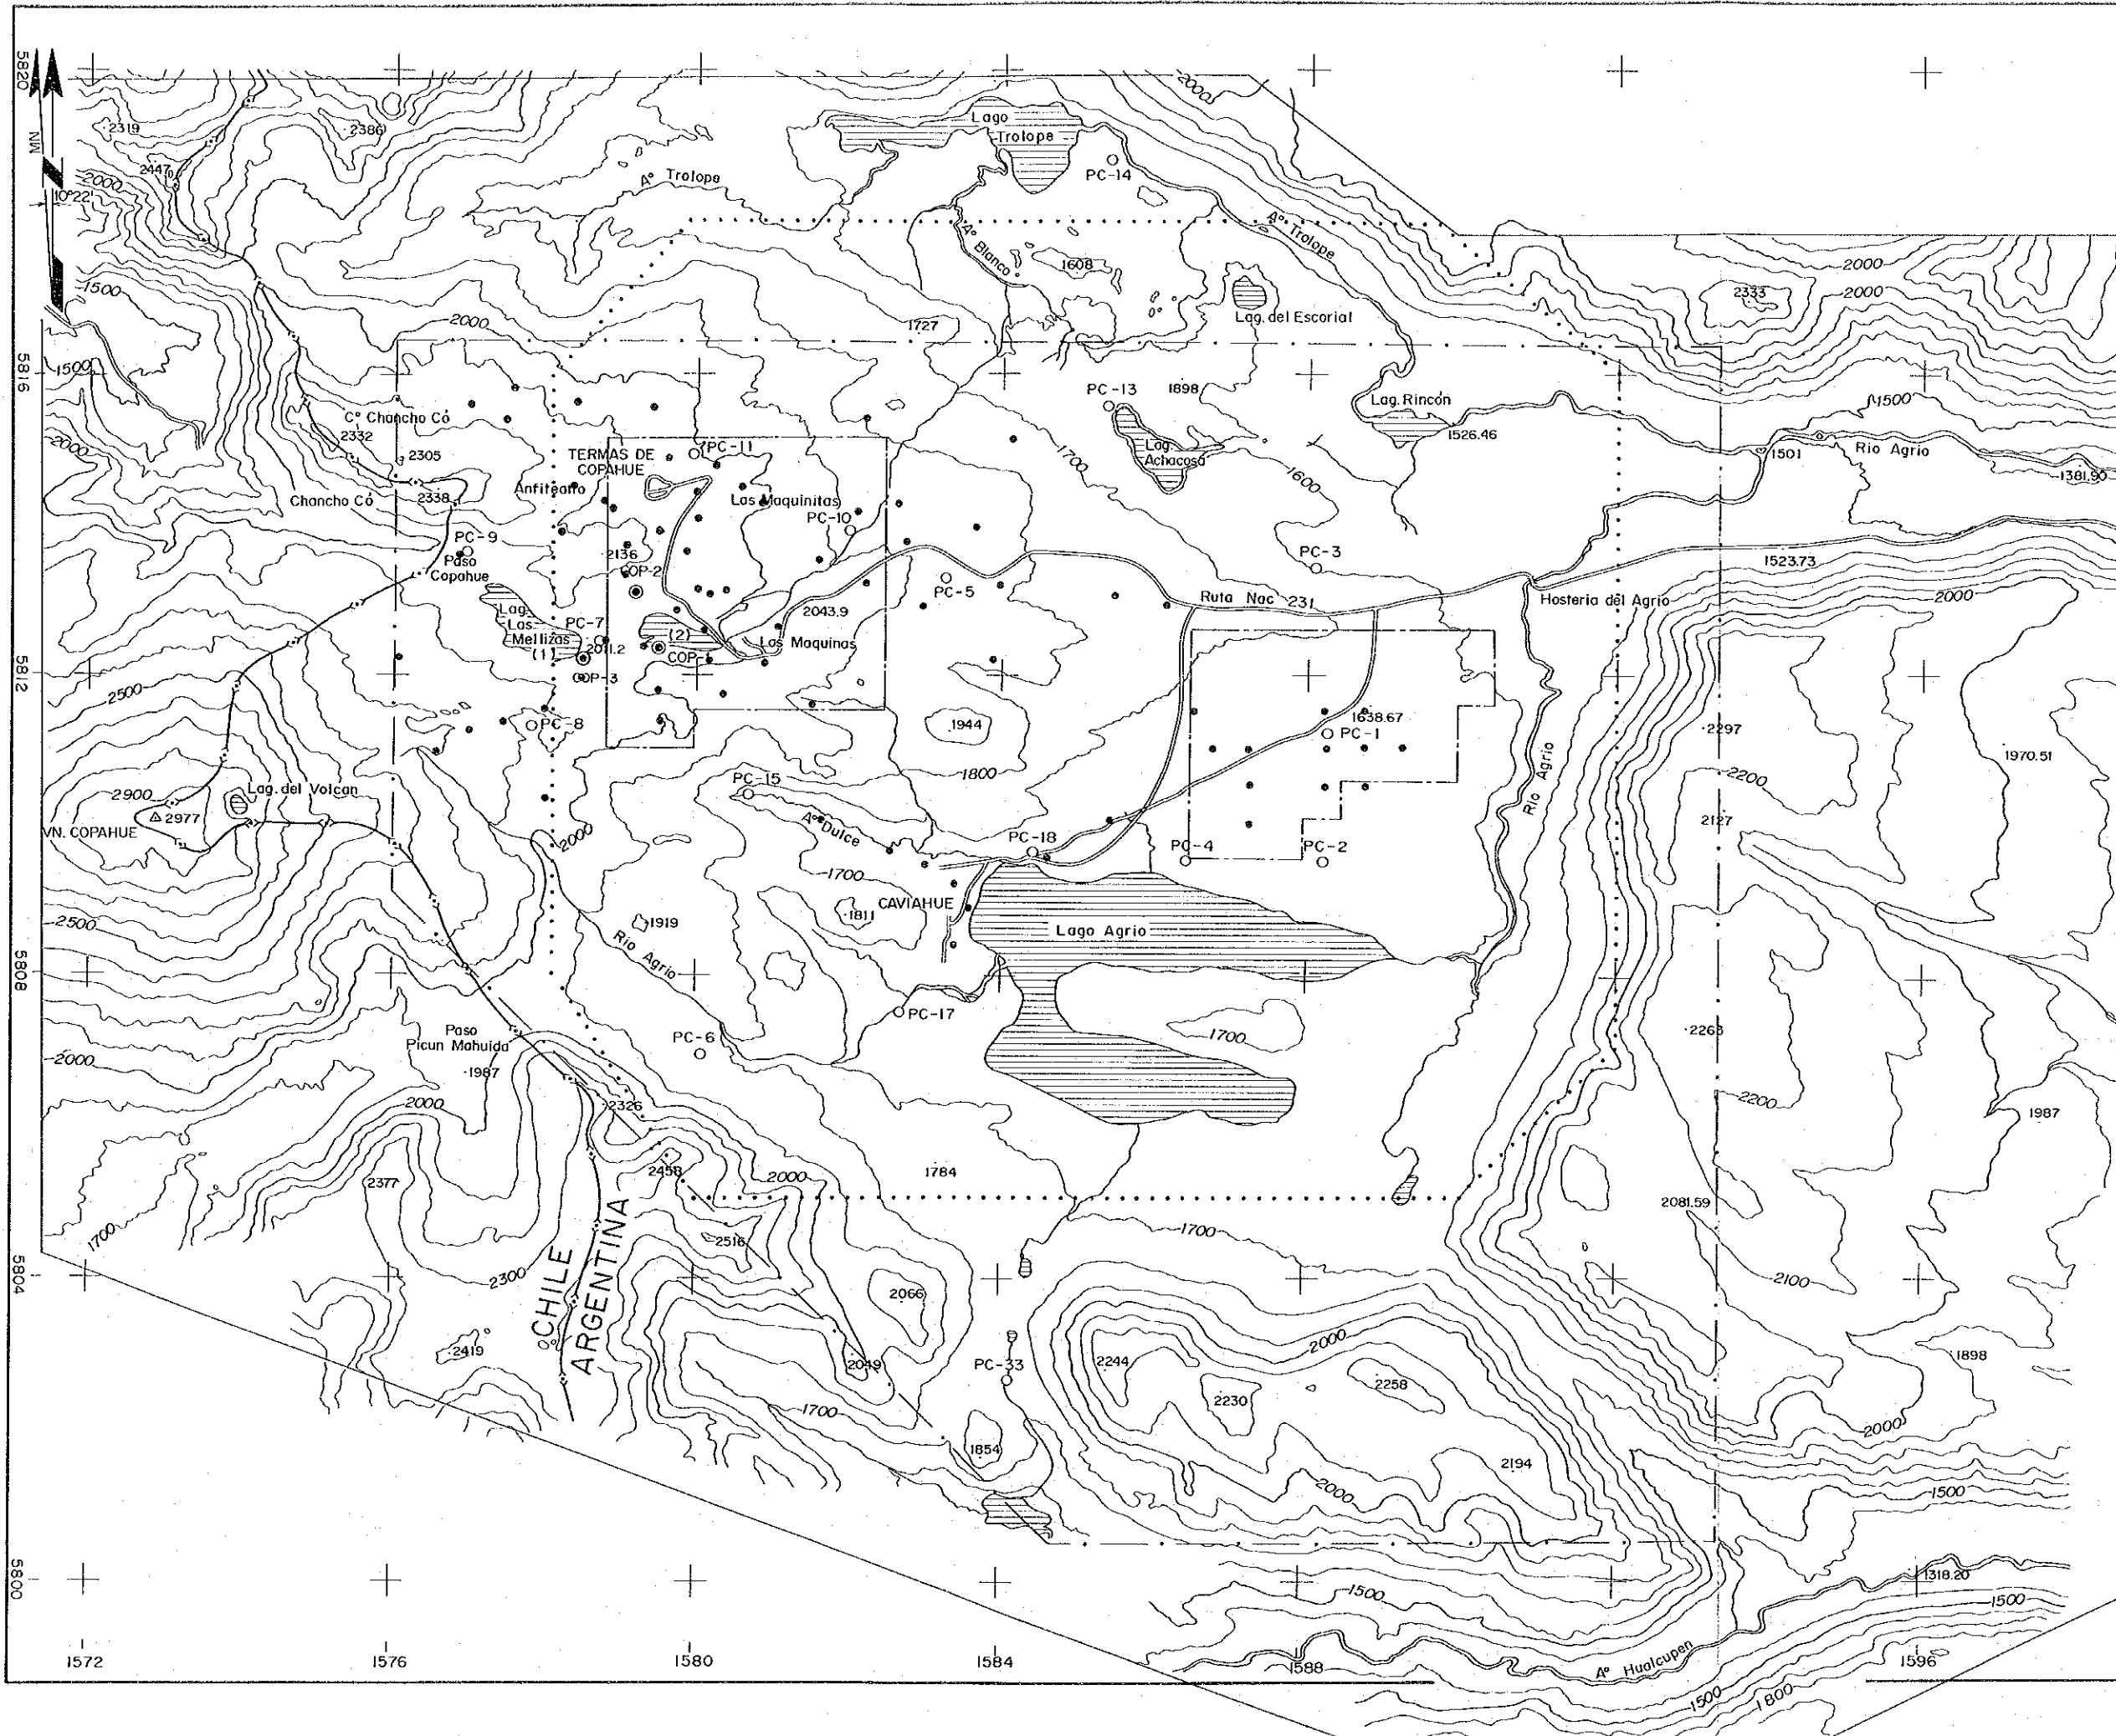 5820
2000
Lago
Trolope
2319
2386
NM
2447
PC-14
2000
10°22'
A° Trolope
A° Trolope
A° Blanco
1608
2000
2333
2000
1500
Lag. del Escorial
2000
1727
5816
1500
PC-13
1898
Lag. Rincón
1500
C° Chancho Có
2332
1526.46
2000
2305
TERMAS DE
COPAHUE
PC-11
1700
Lag.
Achacosa
1501
Rio Agrio
1381.90
Chancho Có
2338
Anfiteatro
Las Maquinitas
1600
PC-10
PC-9
Paso
Copahue
2136
COP-2
PC-3
1523.73
PC-5
Lag.
Las
Mellizas
(1)
PC-7
2011.2
(2)
2043.9
Ruta Nac 231
Hosteria del Agrio
2000
COP-1
Las Maquinas
5812
COP-3
2500
PC-8
1944
1638.67
PC-1
2297
1970.51
1800
PC-15
2200
2900
Lag. del Volcan
2977
VN. COPAHUE
Rio Agrio
2127
A° Dulce
2000
PC-18
PC-4
PC-2
1700
CAVIAHUE
1811
2500
1919
Lago Agrio
Rio Agrio
5808
PC-17
Paso
Picun Mahuida
PC-6
1700
2263
2000
1987
2000
2326
2200
1987
2458
2000
1784
2377
2081.59
1700
2516
1700
CHILE
ARGENTINA
5804
2300
2066
2100
2419
2049
PC-33
2244
2000
2258
2230
1898
1700
2000
1854
2194
2000
1500
5800
1500
1318.20
1500
A° Hualcupen
1572
1576
1580
1584
1588
1596
1500
1800